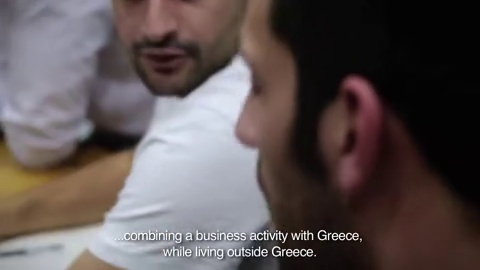 ...combining a business activity with Greece,
while living outside Greece.